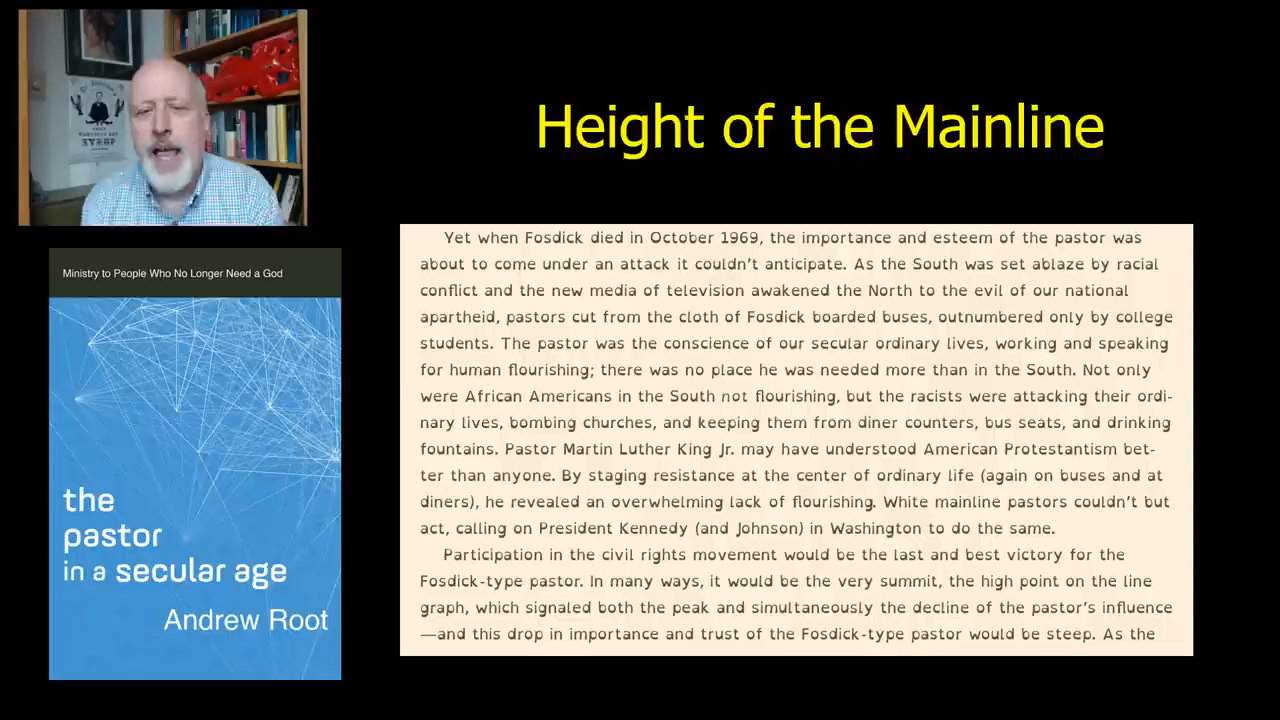 Height of the Mainline
SYRUP
Ministry to People Who No Longer Need a God
the
pastor
in a secular age
Andrew Root
Yet when Fosdick died in October 1969, the importance and esteem of the pastor was
about to come under an attack it couldn’t anticipate. As the South was set ablaze by racial
conflict and the new media of television awakened the North to the evil of our national
apartheid, pastors cut from the cloth of Fosdick boarded buses, outnumbered only by college
students. The pastor was the conscience of our secular ordinary lives, working and speaking
for human flourishing; there was no place he was needed more than in the South. Not only
were African Americans in the South not flourishing, but the racists were attacking their ordi-
nary lives, bombing churches, and keeping them from diner counters, bus seats, and drinking
fountains. Pastor Martin Luther King Jr. may have understood American Protestantism bet-
ter than anyone. By staging resistance at the center of ordinary life (again on buses and at
diners), he revealed an overwhelming lack of flourishing. White mainline pastors couldn’t but
act, calling on President Kennedy (and Johnson) in Washington to do the same.
Participation in the civil rights movement would be the last and best victory for the
Fosdick-type pastor. In many ways, it would be the very summit, the high point on the line
graph, which signaled both the peak and simultaneously the decline of the pastor’s influence
—and this drop in importance and trust of the Fosdick-type pastor would be steep. As the